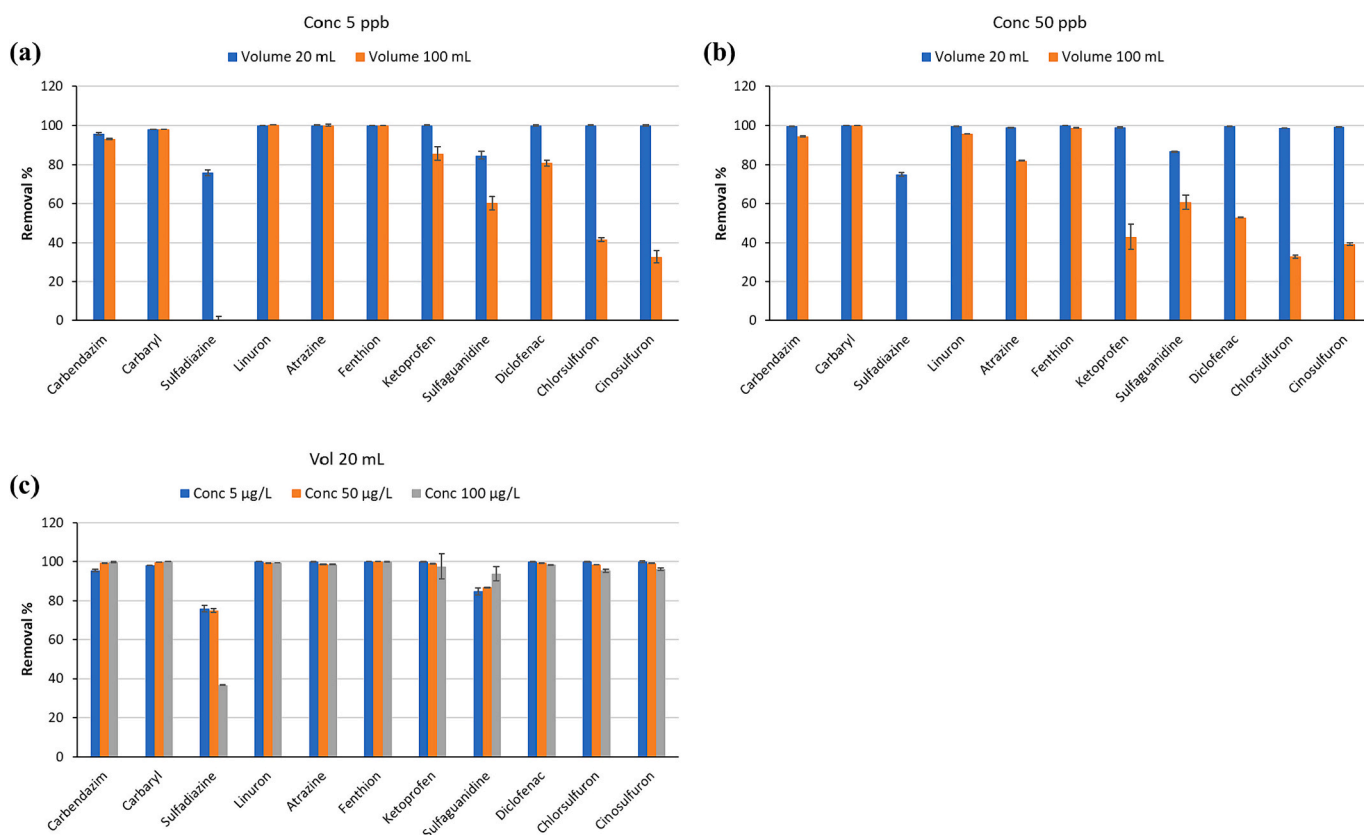 Conc 5 ppb
(a)
Volume 20 mL Volume 100 mL
120
100
80
60
40
20
0
Removal %
Carbendazim
Carbaryl
Sulfadiazine
Linuron
Atrazine
Fenthion
Ketoprofen
Sulfaguanidine
Diclofenac
Chlorsulfuron
Cinosulfuron
Conc 50 ppb
(b)
Volume 20 mL Volume 100 mL
120
100
80
60
40
20
0
Removal %
Carbendazim
Carbaryl
Sulfadiazine
Linuron
Atrazine
Fenthion
Ketoprofen
Sulfaguanidine
Diclofenac
Chlorsulfuron
Cinosulfuron
Vol 20 mL
(c)
Conc 5 µg/L Conc 50 µg/L Conc 100 µg/L
120
100
80
60
40
20
0
Removal %
Carbendazim
Carbaryl
Sulfadiazine
Linuron
Atrazine
Fenthion
Ketoprofen
Sulfaguanidine
Diclofenac
Chlorsulfuron
Cinosulfuron